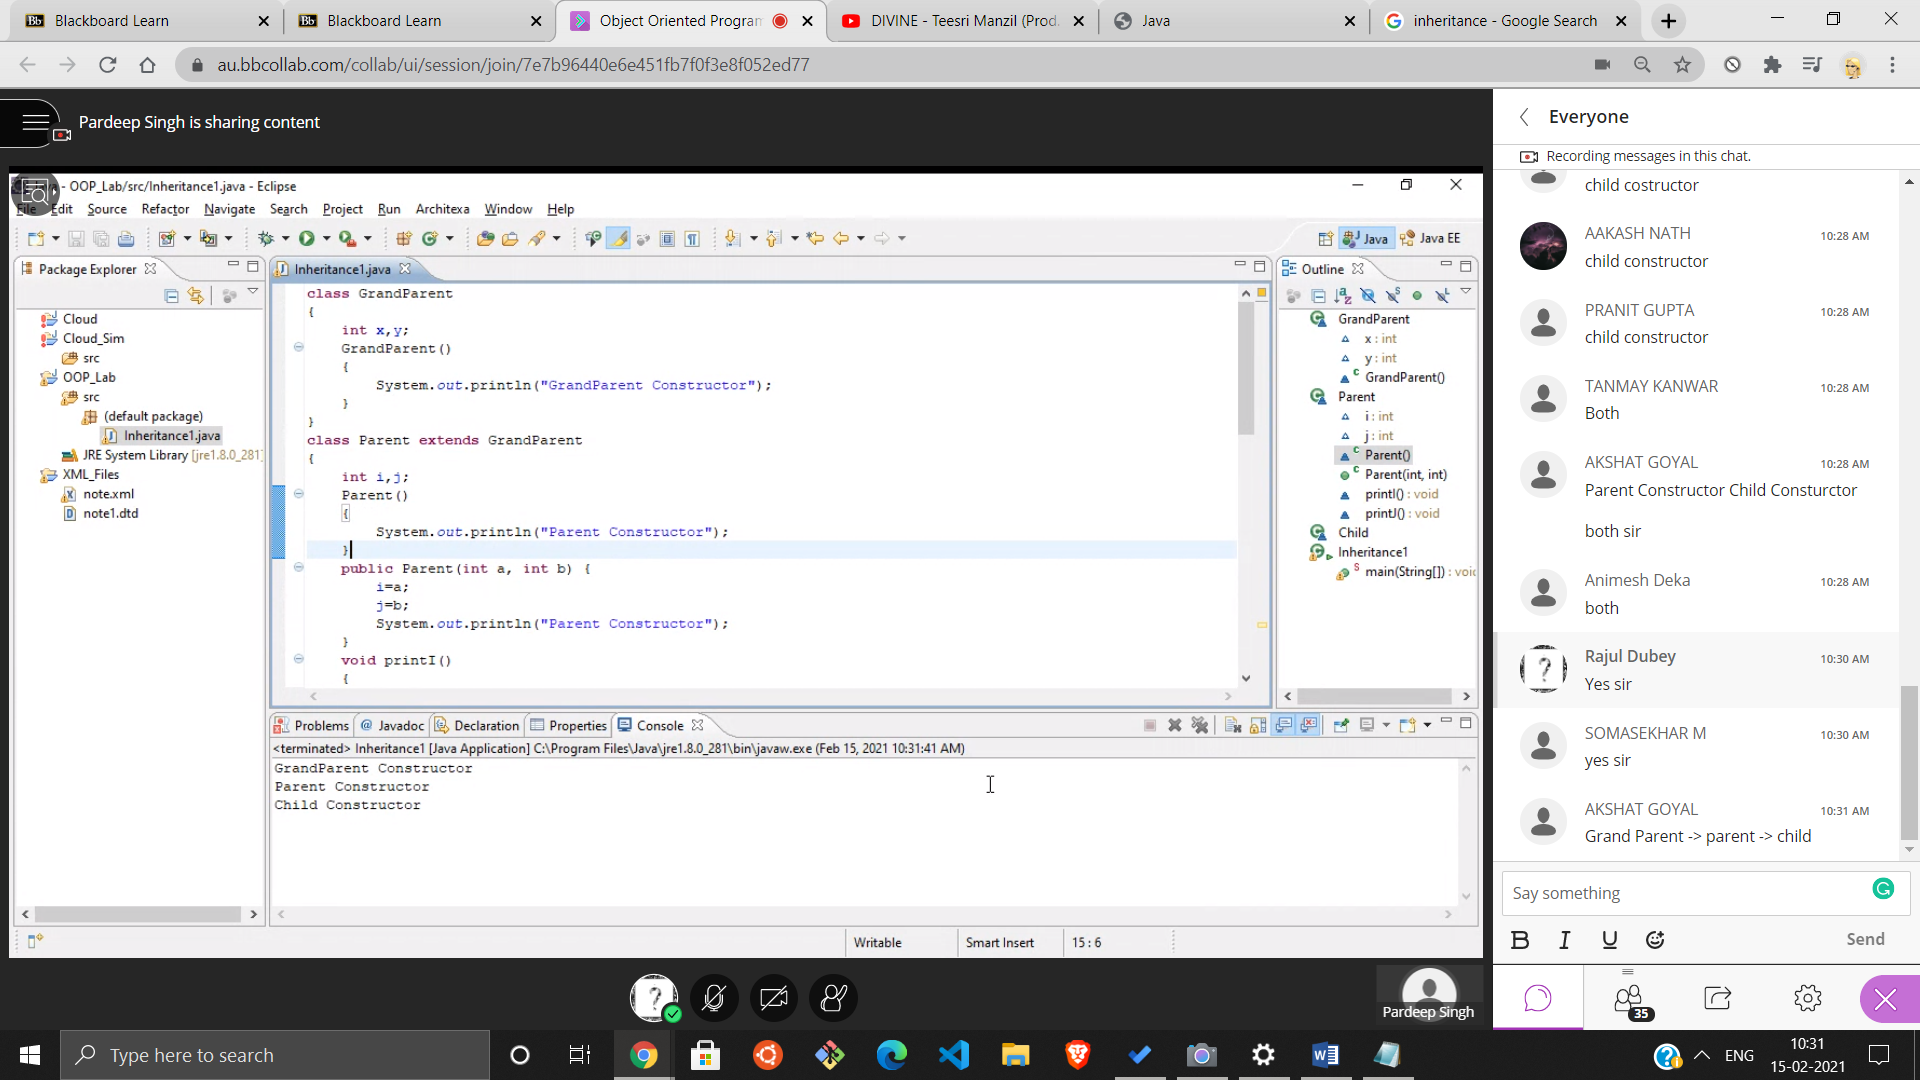 Blackboard Learn
Blackboard Learn
Object Oriented Program
DIVINE - Teesri Manzil (Prod.
Java
inheritance - Google Search
au.bbcollab.com/collab/ui/session/join/7e7b96440e6e451fb7f0f3e8f052ed77
Pardeep Singh is sharing content
- OOP_Lab/src/Inheritance1.java - Eclipse
File Edit Source Refactor Navigate Search Project Run Architexa Window Help
Java
Java EE
Package Explorer
Cloud
Cloud_Sim
src
OOP_Lab
src
(default package)
Inheritance1.java
JRE System Library [jre1.8.0_281]
XML_Files
note.xml
note1.dtd
Inheritance1.java
class GrandParent
{
int x,y;
GrandParent()
{
System.out.println("GrandParent Constructor");
}
}
class Parent extends GrandParent
{
int i,j;
Parent()
{
System.out.println("Parent Constructor");
}
public Parent(int a, int b) {
i=a;
j=b;
System.out.println("Parent Constructor");
}
void printI()
{
Outline
GrandParent
x : int
y : int
GrandParent()
Parent
i : int
j : int
Parent()
Parent(int, int)
printI() : void
printJ() : void
Child
Inheritance1
main(String[]) : void
Problems
@ Javadoc
Declaration
Properties
Console
<terminated> Inheritance1 [Java Application] C:\Program Files\Java\jre1.8.0_281\bin\javaw.exe (Feb 15, 2021 10:31:41 AM)
GrandParent Constructor
Parent Constructor
Child Constructor
Writable
Smart Insert
15 : 6
Pardeep Singh
Everyone
Recording messages in this chat.
child costructor
AAKASH NATH 10:28 AM
child constructor
PRANIT GUPTA 10:28 AM
child constructor
TANMAY KANWAR 10:28 AM
Both
AKSHAT GOYAL 10:28 AM
Parent Constructor Child Consturctor
both sir
Animesh Deka 10:28 AM
both
Rajul Dubey 10:30 AM
Yes sir
SOMASEKHAR M 10:30 AM
yes sir
AKSHAT GOYAL 10:31 AM
Grand Parent -> parent -> child
Say something
B I U
Send
35
Type here to search
ENG
10:31
15-02-2021